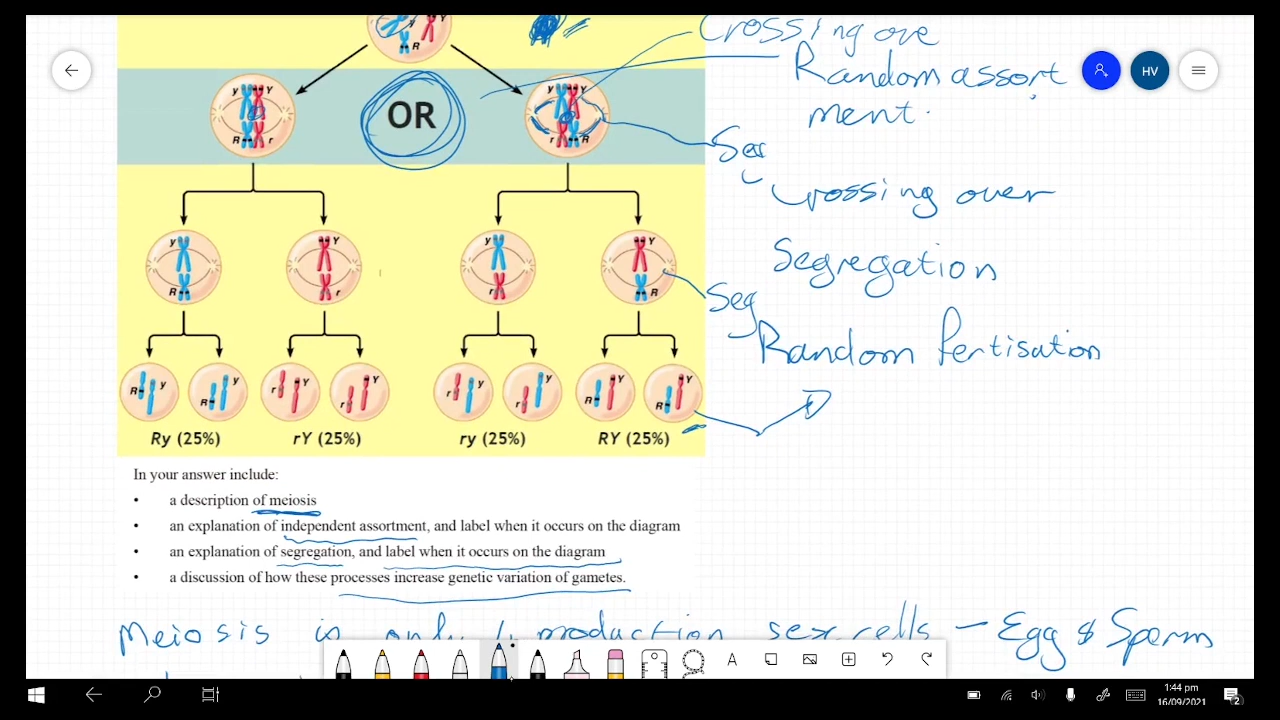 R
Crossing ove
Random assort
ment.
HV
y Y
R r
OR
y Y
r R
Ser
Crossing over
y
R
Y
r
y
r
Y
R
Segregation
Seg
Random fertisation
R y
R y
r Y
r Y
r y
r y
R Y
R Y
Ry (25%)
rY (25%)
ry (25%)
RY (25%)
In your answer include:
• a description of meiosis
• an explanation of independent assortment, and label when it occurs on the diagram
• an explanation of segregation, and label when it occurs on the diagram
• a discussion of how these processes increase genetic variation of gametes.
Meiosis is only production sex cells – Egg & Sperm
A
1:44 pm
16/09/2021
2